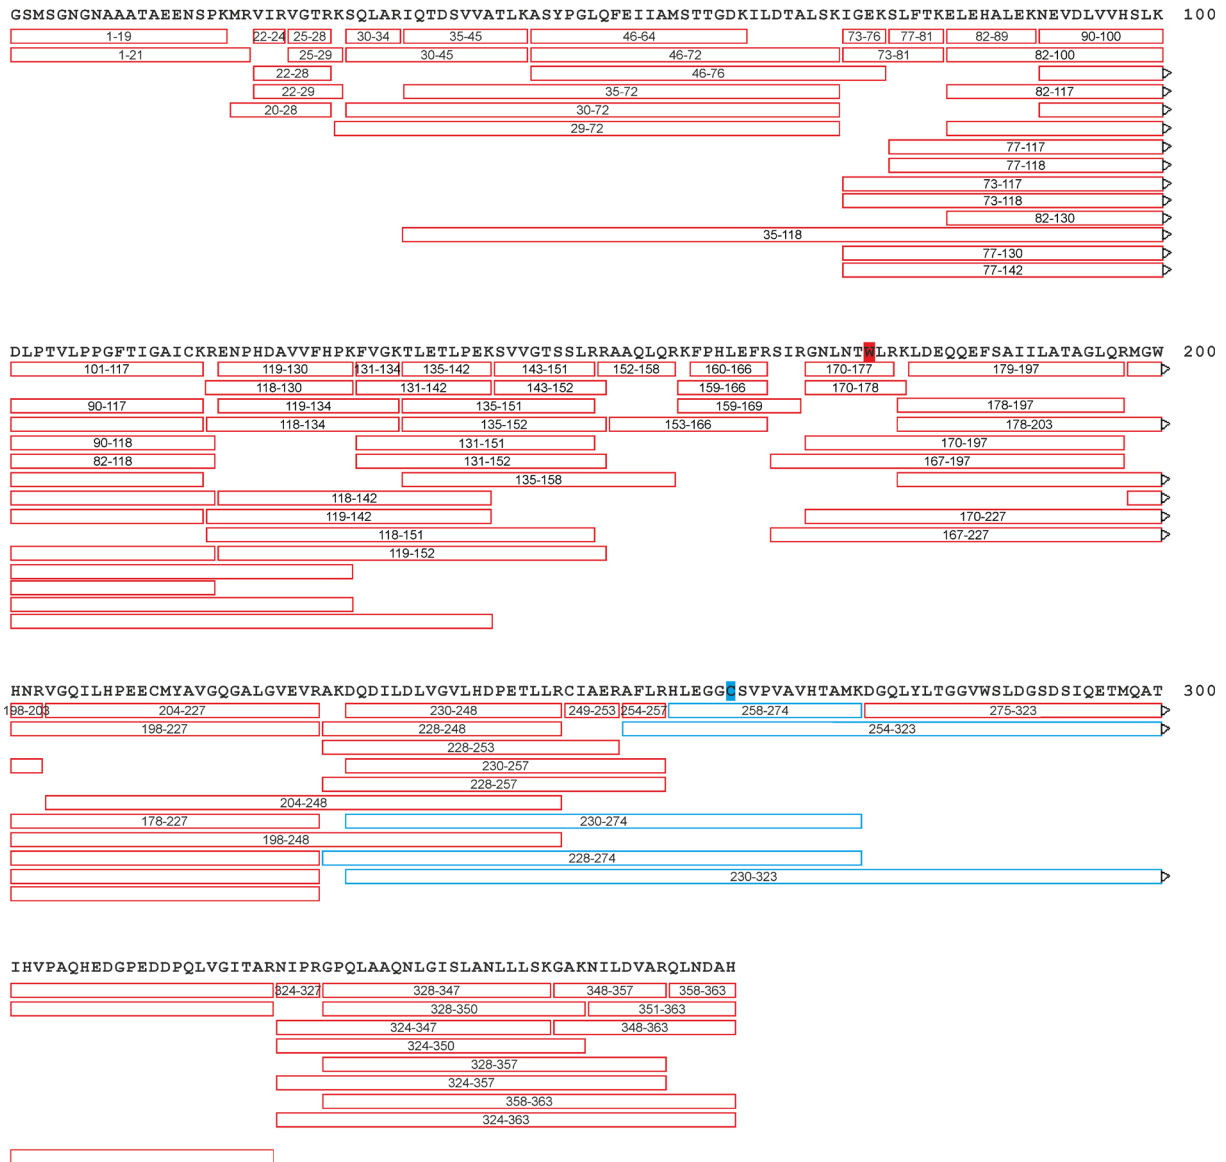 GSMSGNGNAAATAEENSPKMRVIRVGTRKSQLARIQTDSVVATLKASYPGLQFEIIAMSTTGDKILDTALSKIGEKSLFTKELEHALEKNEVDLVVHSLK 100
1-19 22-24 25-28 30-34 35-45 46-64 73-76 77-81 82-89 90-100
1-21 25-29 30-45 46-72 73-81 82-100
22-28 46-76
22-29 35-72 82-117
20-28 30-72
29-72
77-117
77-118
73-117
73-118
82-130
35-118
77-130
77-142
DLPTVLPPGFTIGAICKRENPHDAVVFHPKFVGKTLETLPEKSVVGTSSLRRAAQLQRKFPHLEFRSIRGNLNTWLRKLDEQQEFSAIILATAGLQRMGW 200
101-117 119-130 131-134 135-142 143-151 152-158 160-166 170-177 179-197
118-130 131-142 143-152 159-166 170-178
90-117 119-134 135-151 159-169 178-197
118-134 135-152 153-166 178-203
90-118 131-151 170-197
82-118 131-152 167-197
135-158
118-142
119-142 170-227
118-151 167-227
119-152
HNRVGQILHPEECMYAVGQGALGVEVRAKDQDILDLVGVLHDPETLLRCIAERAFLRHLEGGCSVPVAVHTAMKDGQLYLTGGVWSLDGSDSIQETMQAT 300
198-203 204-227 230-248 249-253 254-257 258-274 275-323
198-227 228-248 254-323
228-253
230-257
228-257
204-248
178-227 230-274
198-248
228-274
230-323
IHVPAQHEDGPEDDPQLVGITARNIPRGPQLAAQNLGISLANLLLSKGAKNILDVARQLNDAH
324-327 328-347 348-357 358-363
328-350 351-363
324-347 348-363
324-350
328-357
324-357
358-363
324-363